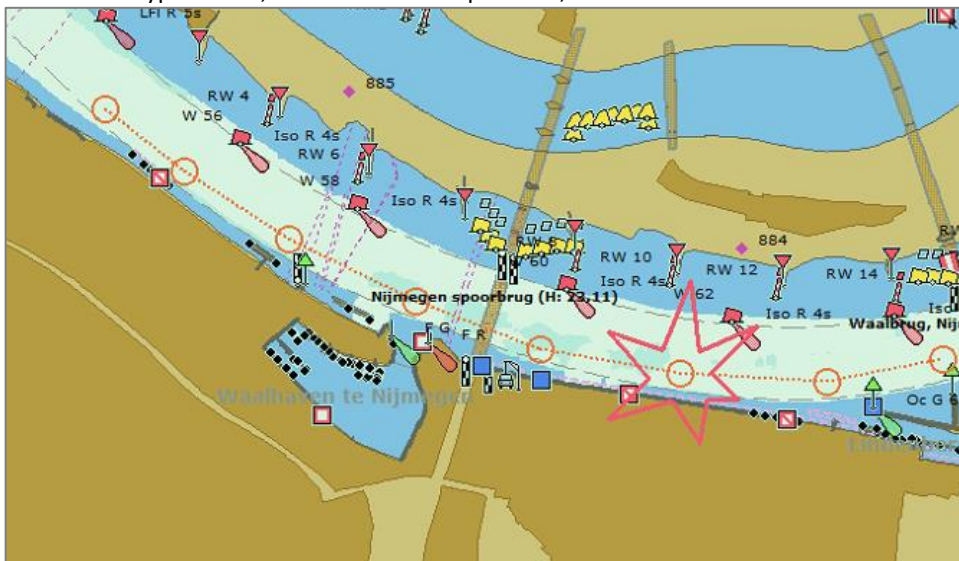 LFl R 5s
RW 4
885
W 56
Iso R 4s
RW 6
W 58
Iso R 4s
884
W 60
RW 10
Iso R 4s
W 62
RW 12
Iso R 4s
RW 14
Nijmegen spoorbrug (H: 23,11)
Waalbrug, Nij
F G
F R
Waalhaven te Nijmegen
Oc G 6